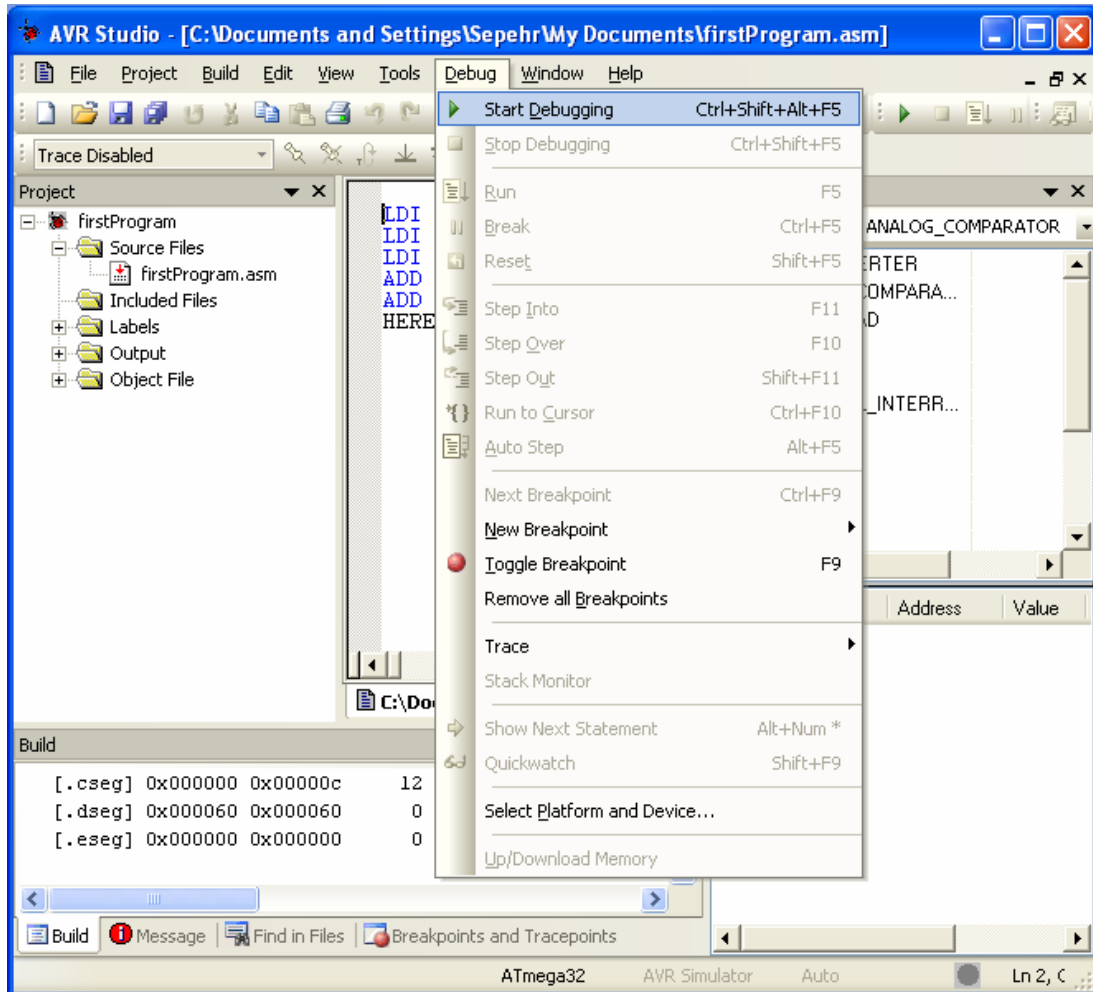 AVR Studio - [C:\Documents and Settings\Sepehr\My Documents\firstProgram.asm]
File Project Build Edit View Tools Debug Window Help
Trace Disabled
Project
firstProgram
Source Files
firstProgram.asm
Included Files
Labels
Output
Object File
LDI
LDI
LDI
ADD
ADD
HERE
C:\Do
Start Debugging Ctrl+Shift+Alt+F5
Stop Debugging Ctrl+Shift+F5
Run F5
Break Ctrl+F5
Reset Shift+F5
Step Into F11
Step Over F10
Step Out Shift+F11
Run to Cursor Ctrl+F10
Auto Step Alt+F5
Next Breakpoint Ctrl+F9
New Breakpoint
Toggle Breakpoint F9
Remove all Breakpoints
Trace
Stack Monitor
Show Next Statement Alt+Num *
Quickwatch Shift+F9
Select Platform and Device...
Up/Download Memory
ANALOG_COMPARATOR
ERTER
COMPARA...
AD
L_INTERR...
Address Value
Build
[.cseg] 0x000000 0x00000c 12
[.dseg] 0x000060 0x000060 0
[.eseg] 0x000000 0x000000 0
Build Message Find in Files Breakpoints and Tracepoints
ATmega32 AVR Simulator Auto Ln 2, C